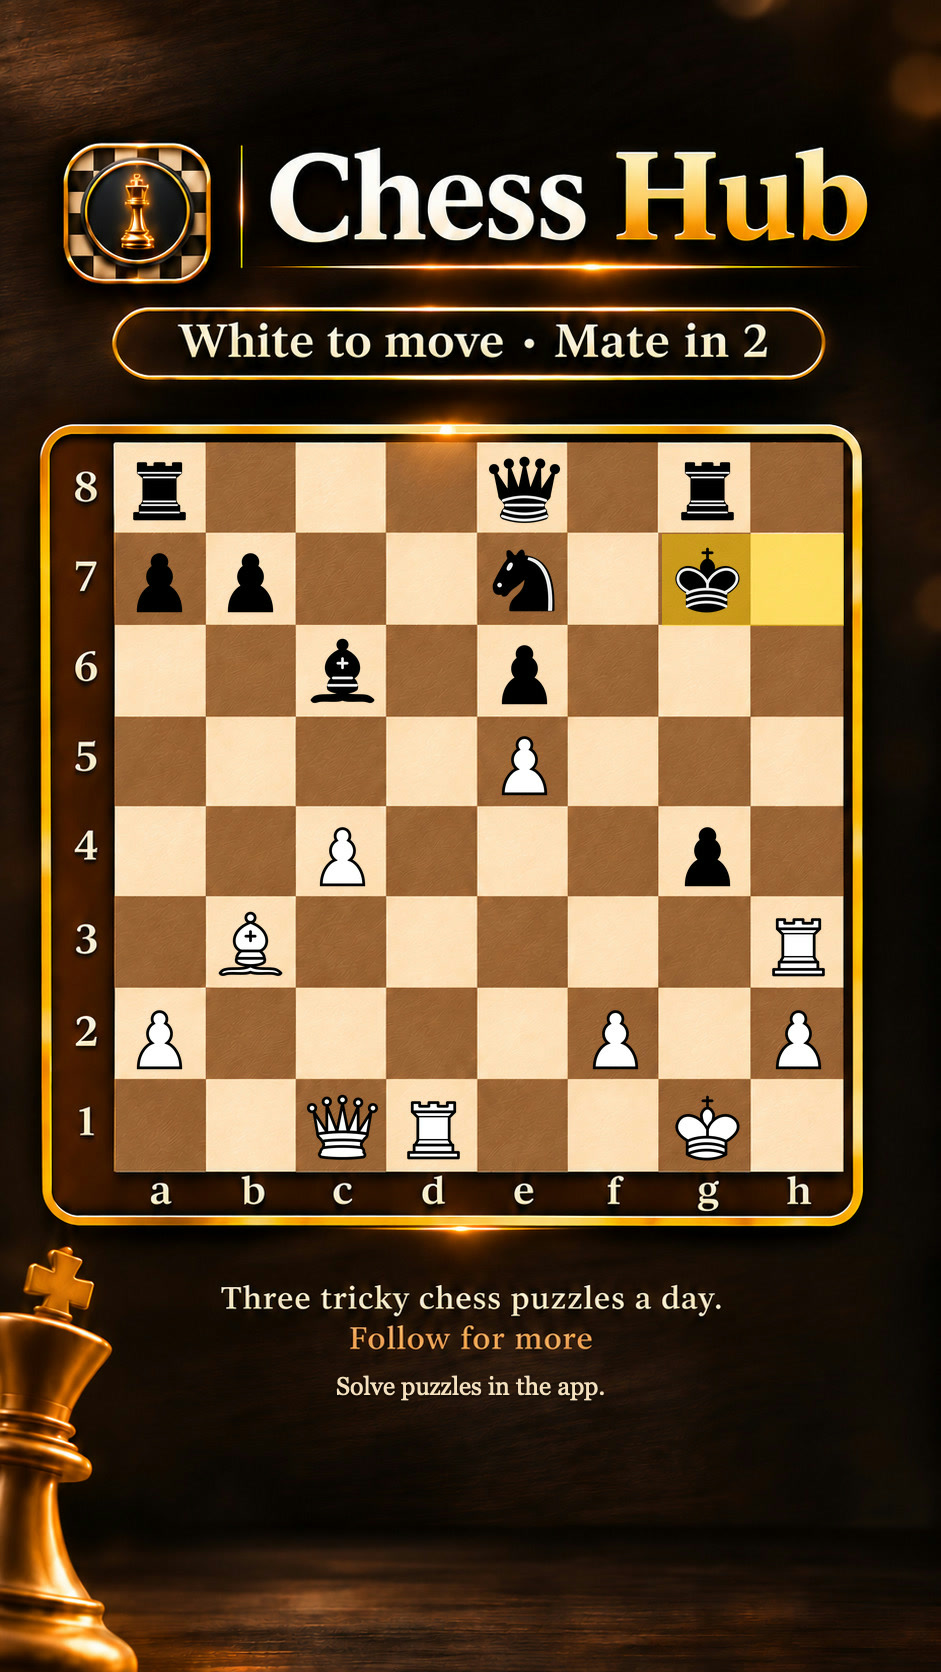 Chess Hub
White to move • Mate in 2
8
7
6
5
4
3
2
1
a b c d e f g h
Three tricky chess puzzles a day.
Follow for more
Solve puzzles in the app.